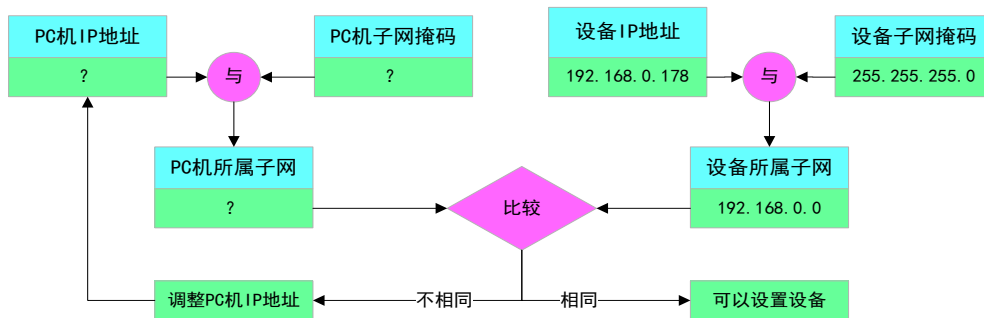 PC机IP地址
?
与
PC机子网掩码
?
设备IP地址
192.168.0.178
与
设备子网掩码
255.255.255.0
PC机所属子网
?
比较
设备所属子网
192.168.0.0
调整PC机IP地址
不相同
相同
可以设置设备